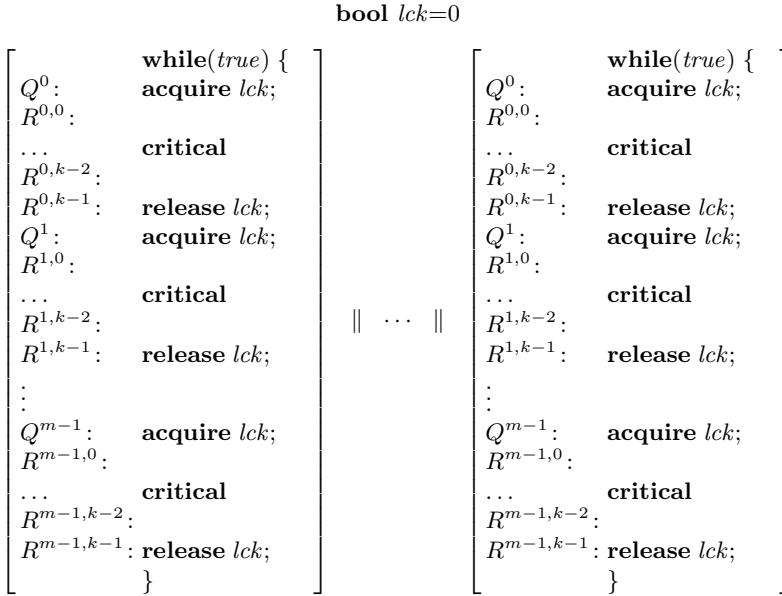 bool lck=0
while(true) { while(true) {
Q^0: acquire lck; Q^0: acquire lck;
R^{0,0}: R^{0,0}:
... critical ... critical
R^{0,k−2}: R^{0,k−2}:
R^{0,k−1}: release lck; R^{0,k−1}: release lck;
Q^1: acquire lck; Q^1: acquire lck;
R^{1,0}: R^{1,0}:
... critical ... critical
R^{1,k−2}: ∥ ⋯ ∥ R^{1,k−2}:
R^{1,k−1}: release lck; R^{1,k−1}: release lck;
⋮ ⋮
Q^{m−1}: acquire lck; Q^{m−1}: acquire lck;
R^{m−1,0}: R^{m−1,0}:
... critical ... critical
R^{m−1,k−2}: R^{m−1,k−2}:
R^{m−1,k−1}: release lck; R^{m−1,k−1}: release lck;
} }